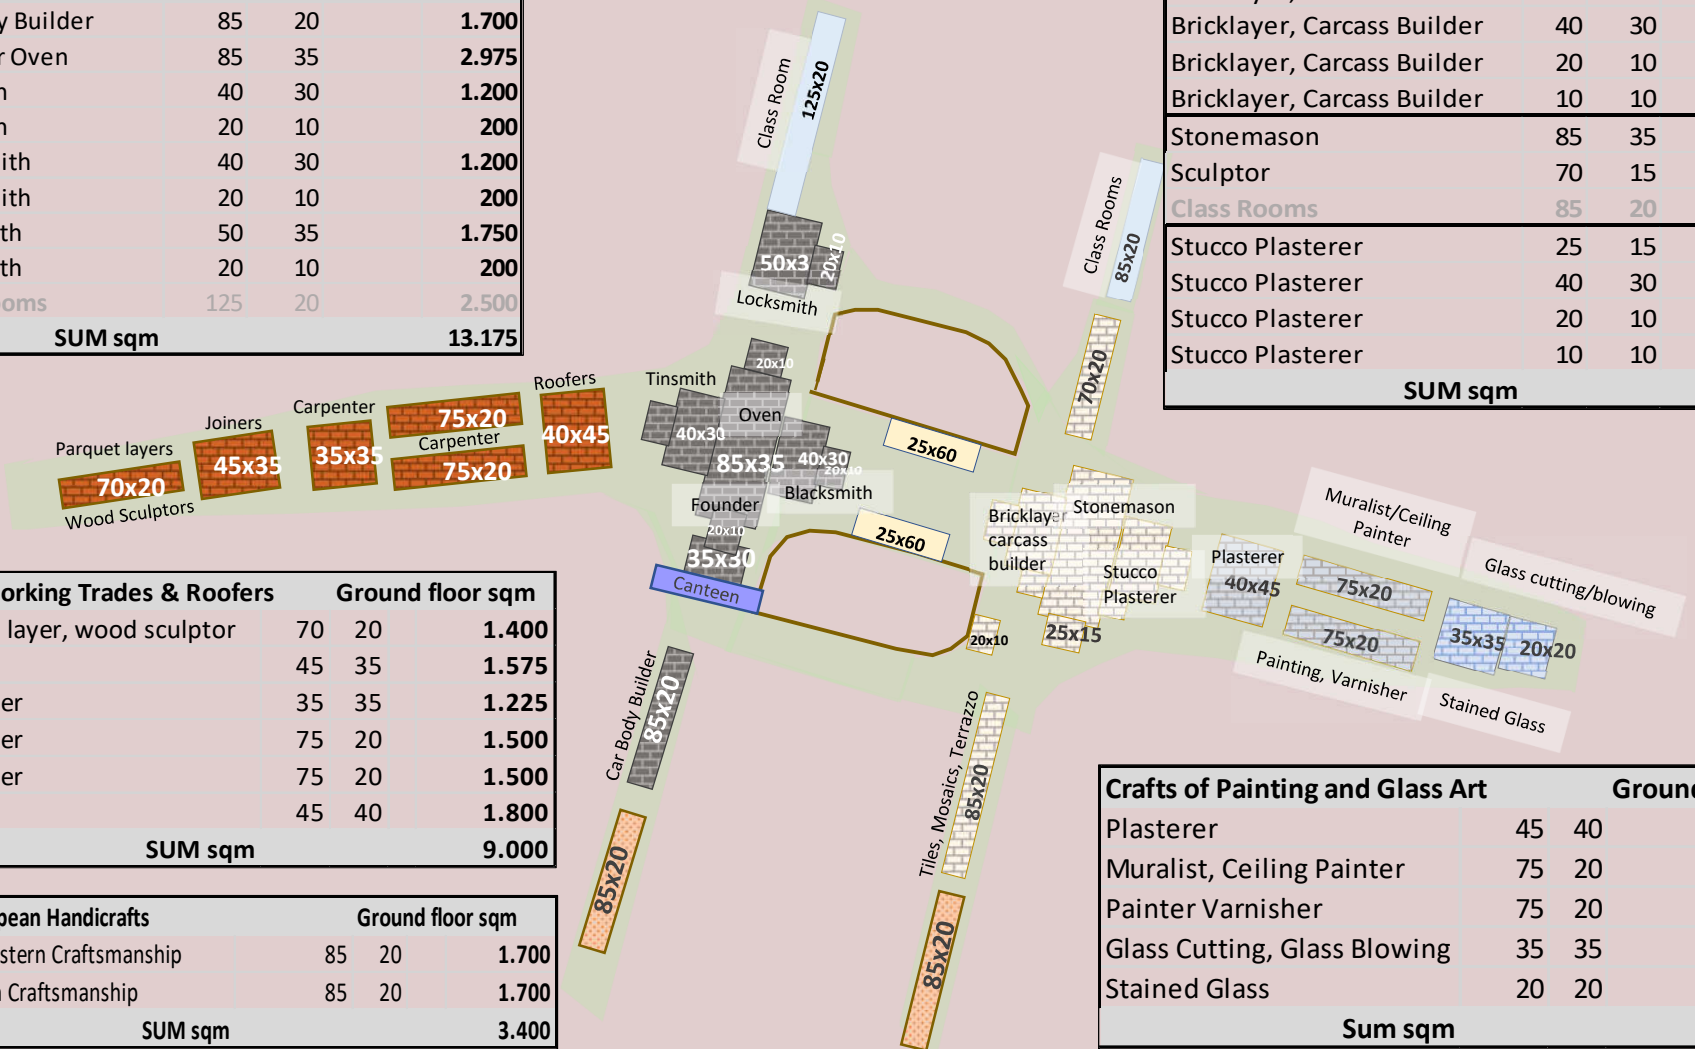 y Builder 85 20 1.700
r Oven 85 35 2.975
40 30 1.200
20 10 200
ith 40 30 1.200
ith 20 10 200
th 50 35 1.750
th 20 10 200
ooms 125 20 2.500
SUM sqm 13.175
Bricklayer, Carcass Builder 40 30
Bricklayer, Carcass Builder 20 10
Bricklayer, Carcass Builder 10 10
Stonemason 85 35
Sculptor 70 15
Class Rooms 85 20
Stucco Plasterer 25 15
Stucco Plasterer 40 30
Stucco Plasterer 20 10
Stucco Plasterer 10 10
SUM sqm
Class Room
125x20
50x3
20x10
Locksmith
Class Rooms
85x20
70x20
Parquet layers
70x20
Wood Sculptors
Joiners
45x35
Carpenter
35x35
75x20
Carpenter
75x20
Roofers
40x45
Tinsmith
20x10
Oven
40x30
85x35
40x30
20x10
Blacksmith
Founder
20x10
35x30
Canteen
25x60
25x60
Bricklayer
carcass
builder
Stonemason
Stucco
Plasterer
20x10
25x15
Plasterer
40x45
Muralist/Ceiling
Painter
75x20
75x20
Painting, Varnisher
Glass cutting/blowing
35x35
20x20
Stained Glass
Car Body Builder
85x20
85x20
Tiles, Mosaics, Terrazzo
85x20
85x20
orking Trades & Roofers Ground floor sqm
layer, wood sculptor 70 20 1.400
45 35 1.575
er 35 35 1.225
er 75 20 1.500
er 75 20 1.500
45 40 1.800
SUM sqm 9.000
pean Handicrafts Ground floor sqm
stern Craftsmanship 85 20 1.700
Craftsmanship 85 20 1.700
SUM sqm 3.400
Crafts of Painting and Glass Art Ground
Plasterer 45 40
Muralist, Ceiling Painter 75 20
Painter Varnisher 75 20
Glass Cutting, Glass Blowing 35 35
Stained Glass 20 20
Sum sqm